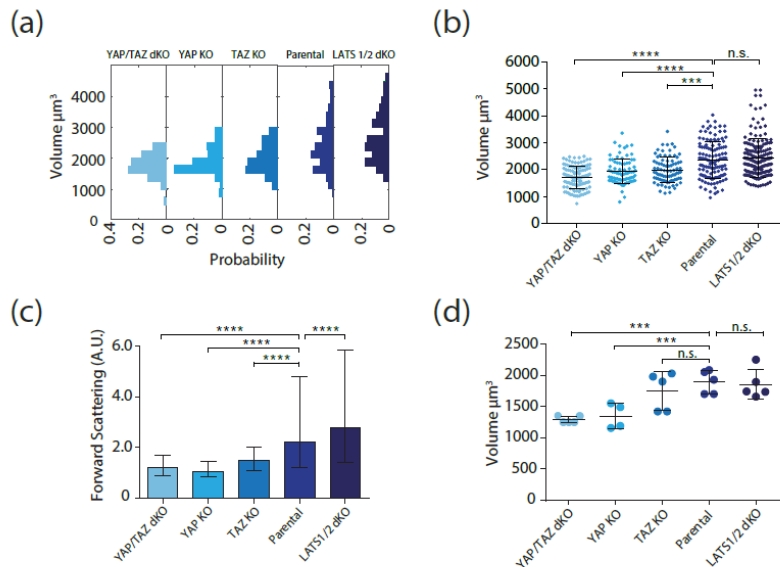 (a)
YAP/TAZ dKO YAP KO TAZ KO Parental LATS 1/2 dKO
Volume μm³
4000
3000
2000
1000
0
0.4 0.2 0 0.2 0 0.2 0 0.2 0 0.2 0
Probability
(b)
**** n.s.
****
***
Volume μm³
6000
5000
4000
3000
2000
1000
0
YAP/TAZ dKO
YAP KO
TAZ KO
Parental
LATS1/2 dKO
(c)
**** ****
****
****
Forward Scattering (A.U.)
6.0
4.0
2.0
0
YAP/TAZ dKO
YAP KO
TAZ KO
Parental
LATS1/2 dKO
(d)
*** n.s.
***
n.s.
Volume μm³
2500
2000
1500
1000
500
0
YAP/TAZ dKO
YAP KO
TAZ KO
Parental
LATS1/2 dKO